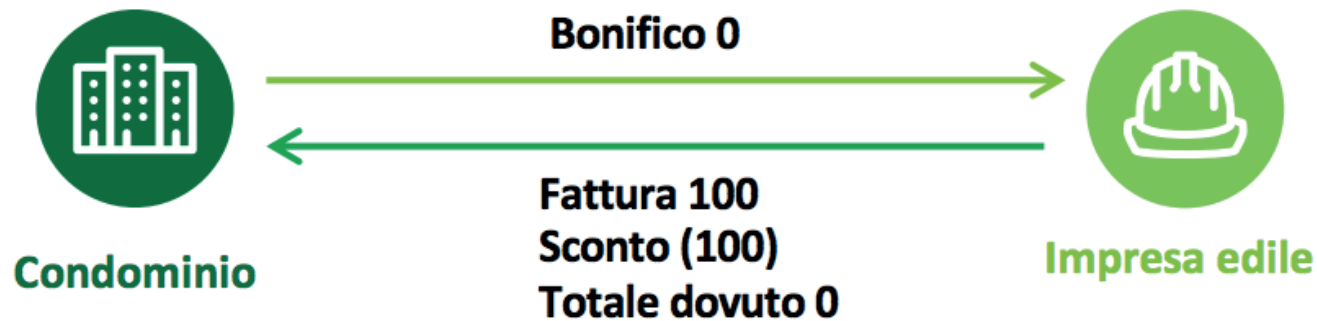 Bonifico 0
Fattura 100
Sconto (100)
Totale dovuto 0
Condominio
Impresa edile